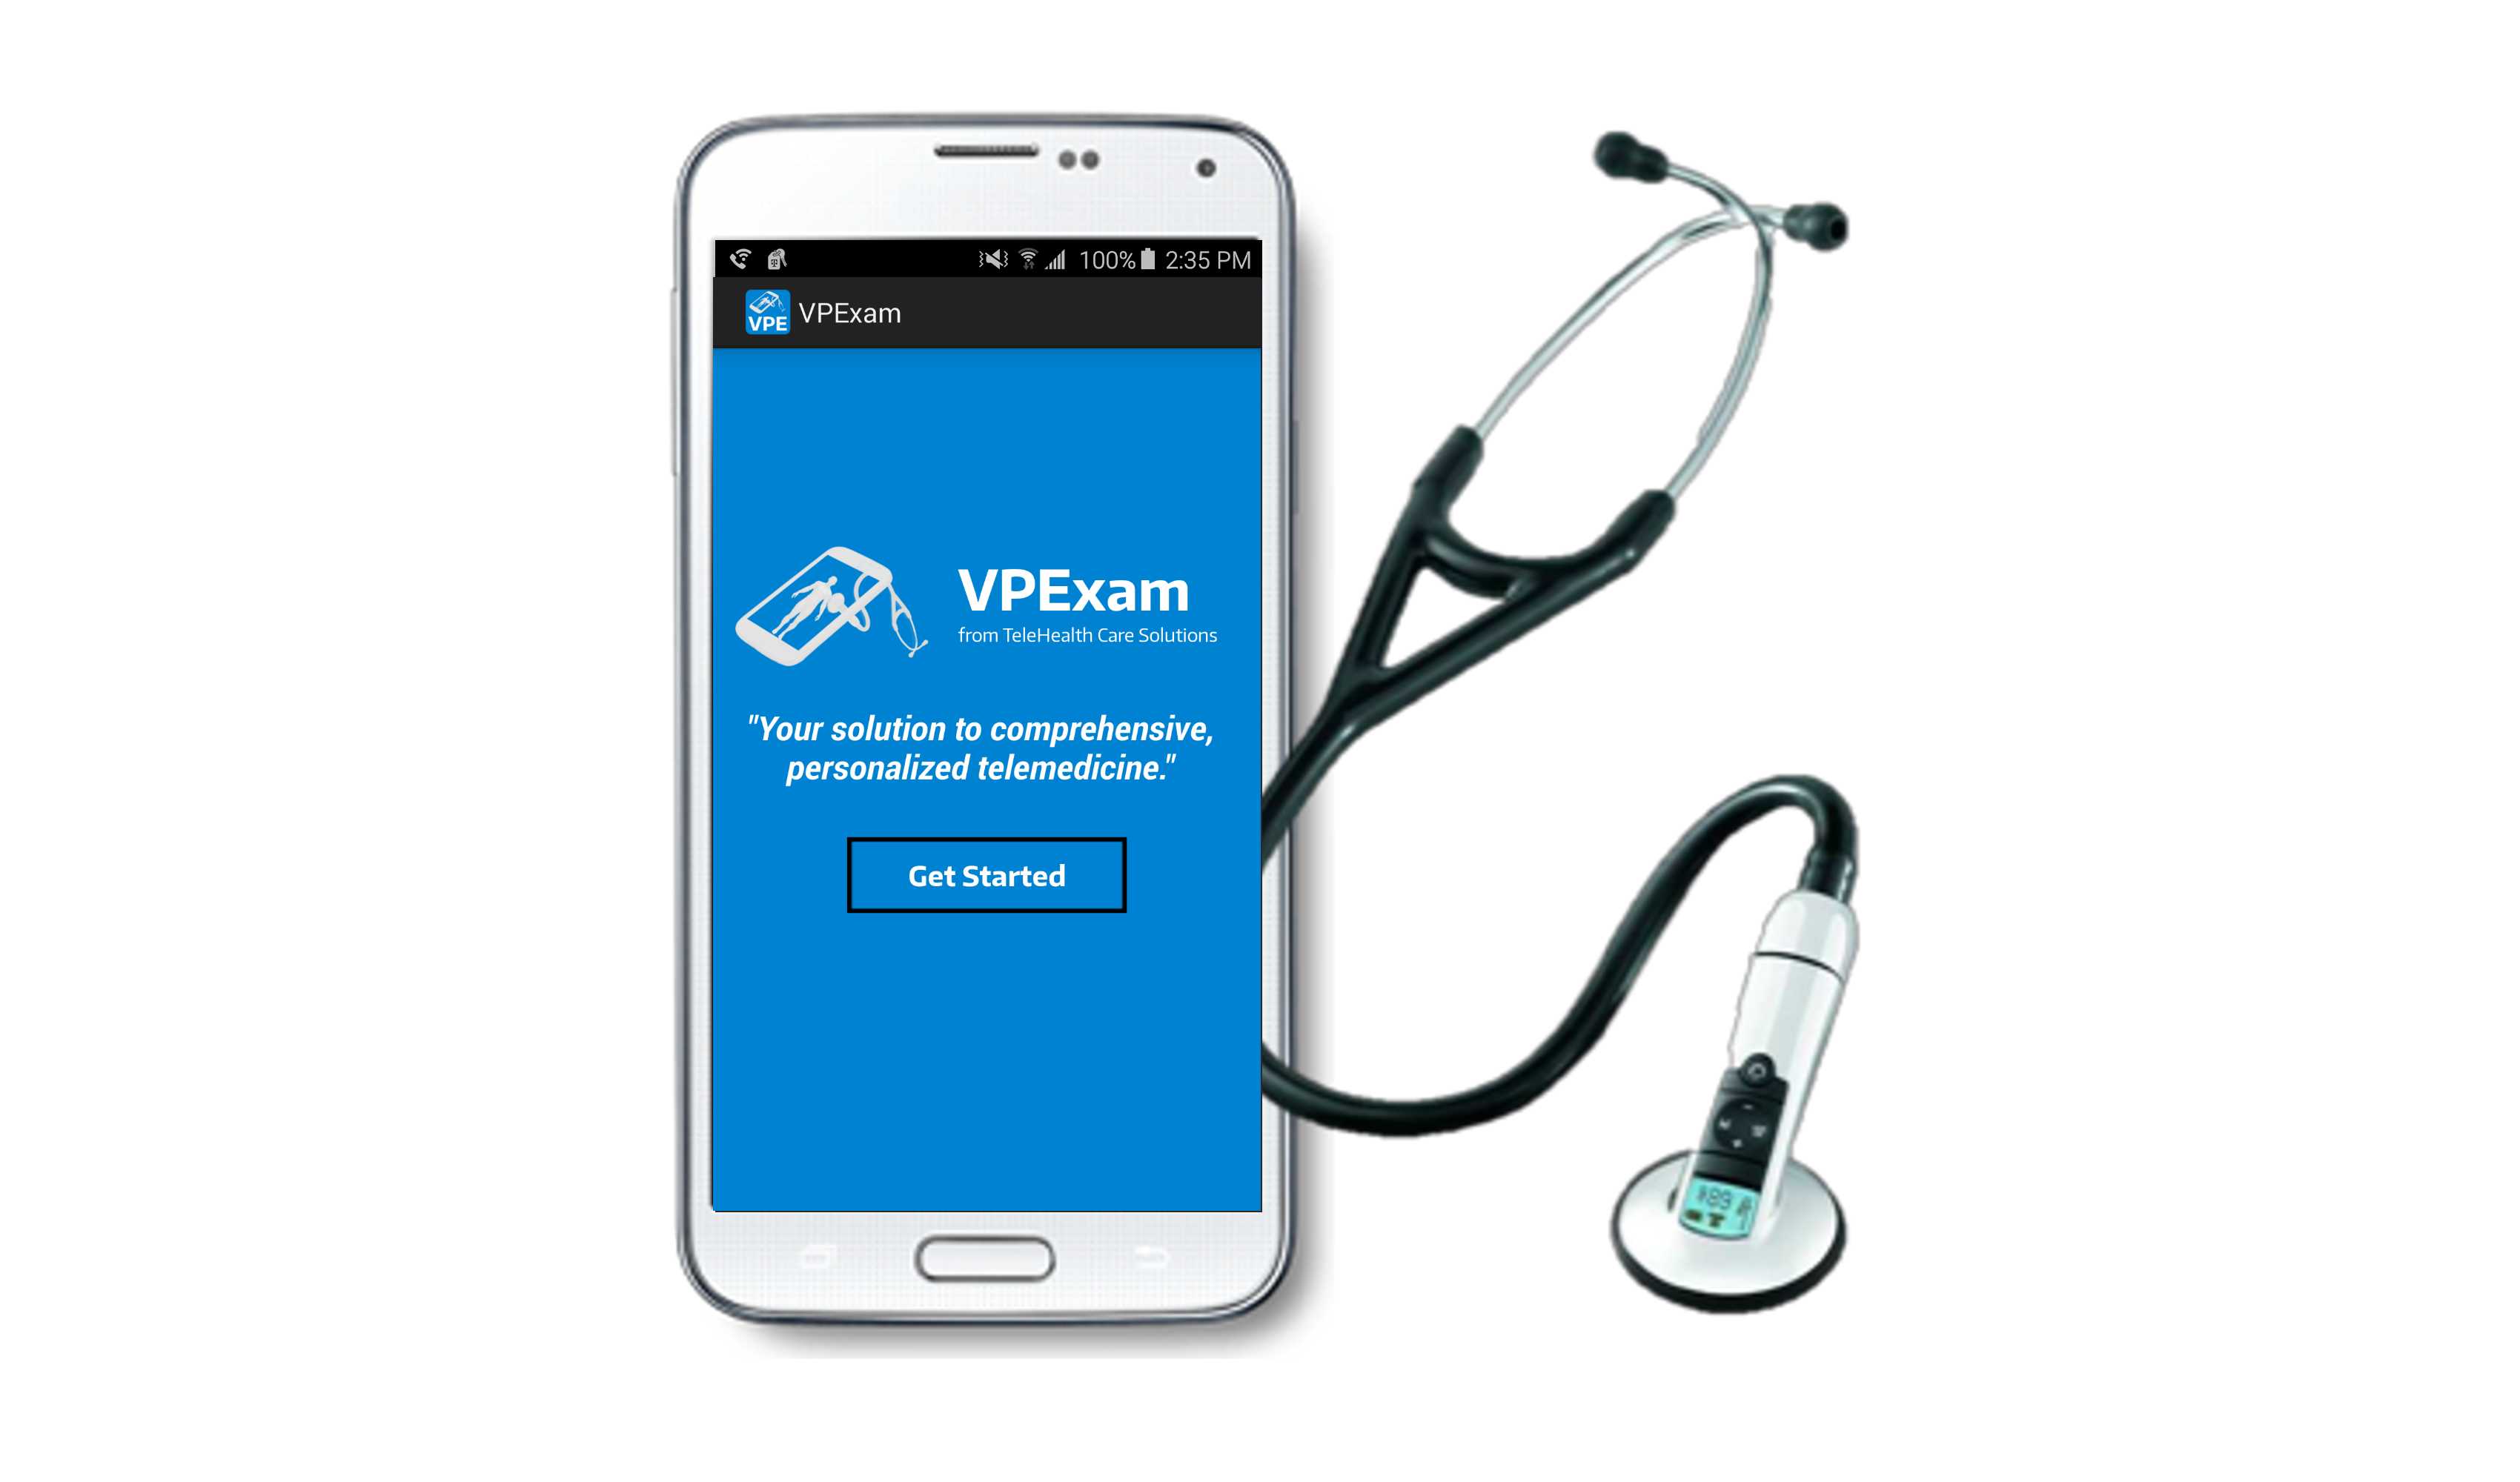 100% 2:35 PM
VPE VPExam
VPExam
from TeleHealth Care Solutions
"Your solution to comprehensive,
personalized telemedicine."
Get Started